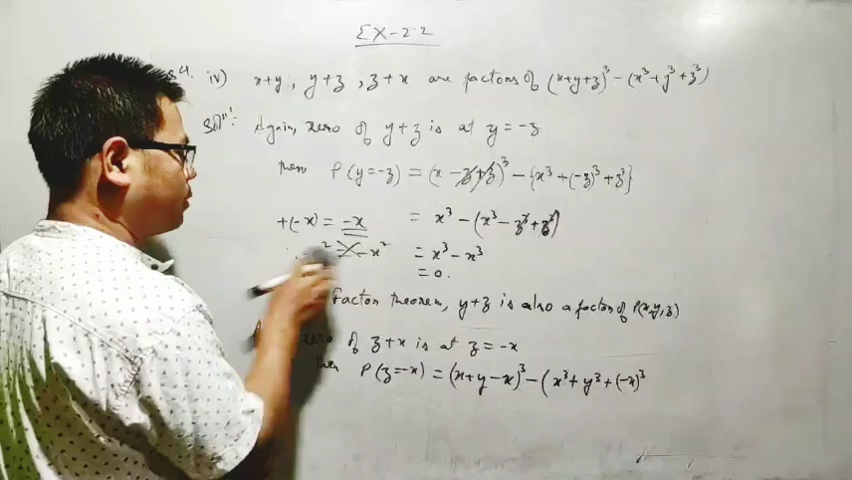 EX-2.2
iv) x+y, y+z, z+x are factors of (x+y+z)³-(x³+y³+z³)
Solⁿ: Again, zero of y+z is at y=-z
then P(y=-z) = (x-z+z)³-{x³+(-z)³+z³}
+(-x) = -x = x³-(x³-z³+z³)
² = -x² = x³-x³
=0.
factor theorem, y+z is also a factor of P(x,y,z)
zero of z+x is at z=-x
then P(z=-x) = (x+y-x)³-(x³+y³+(-x)³